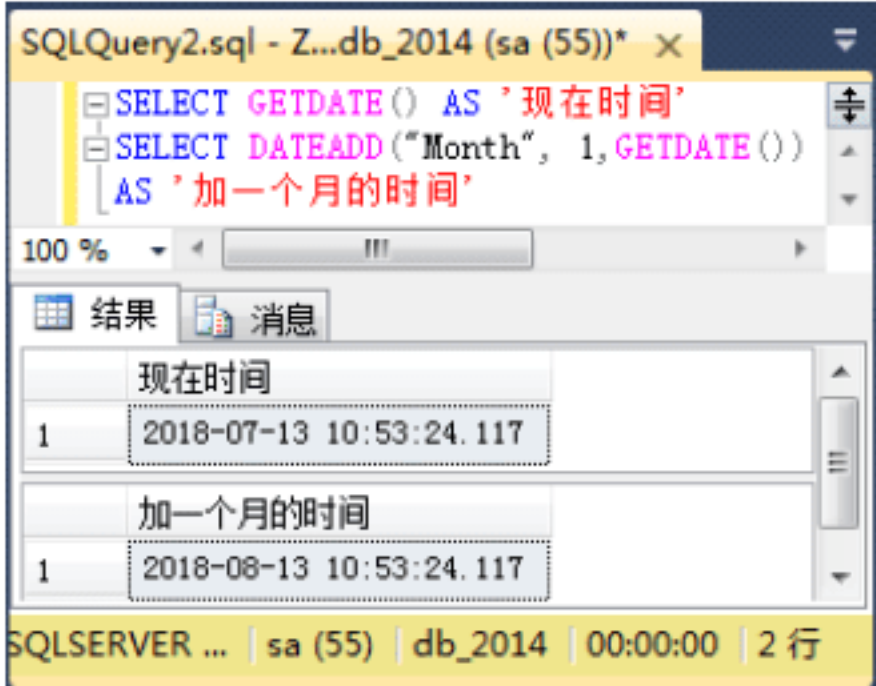 SQLQuery2.sql - Z...db_2014 (sa (55))* ×
SELECT GETDATE() AS '现在时间'
SELECT DATEADD("Month", 1,GETDATE())
AS '加一个月的时间'
100 %
结果 消息
现在时间
1 2018-07-13 10:53:24.117
加一个月的时间
1 2018-08-13 10:53:24.117
SQLSERVER ... sa (55) db_2014 00:00:00 2 行